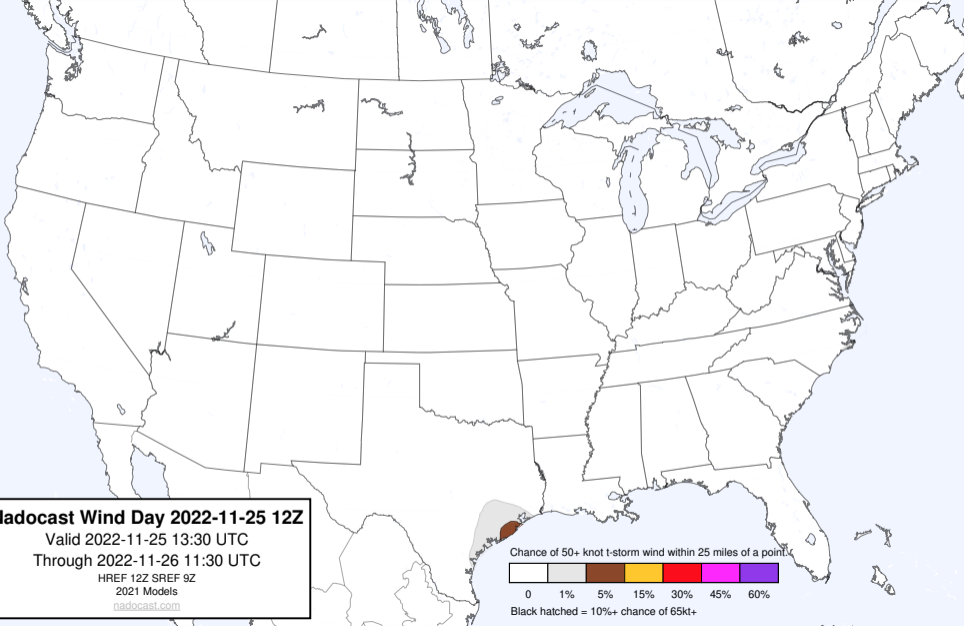 adocast Wind Day 2022-11-25 12Z
Valid 2022-11-25 13:30 UTC
Through 2022-11-26 11:30 UTC
HREF 12Z SREF 9Z
2021 Models
nadocast.com
Chance of 50+ knot t-storm wind within 25 miles of a point.
0 1% 5% 15% 30% 45% 60%
Black hatched = 10%+ chance of 65kt+